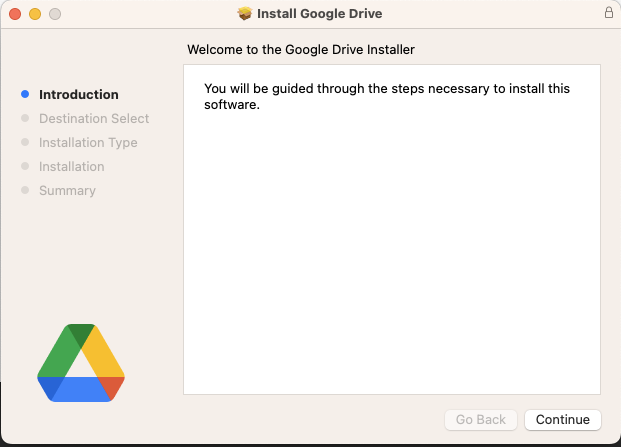 Install Google Drive
Welcome to the Google Drive Installer
Introduction
Destination Select
Installation Type
Installation
Summary
You will be guided through the steps necessary to install this
software.
Go Back
Continue